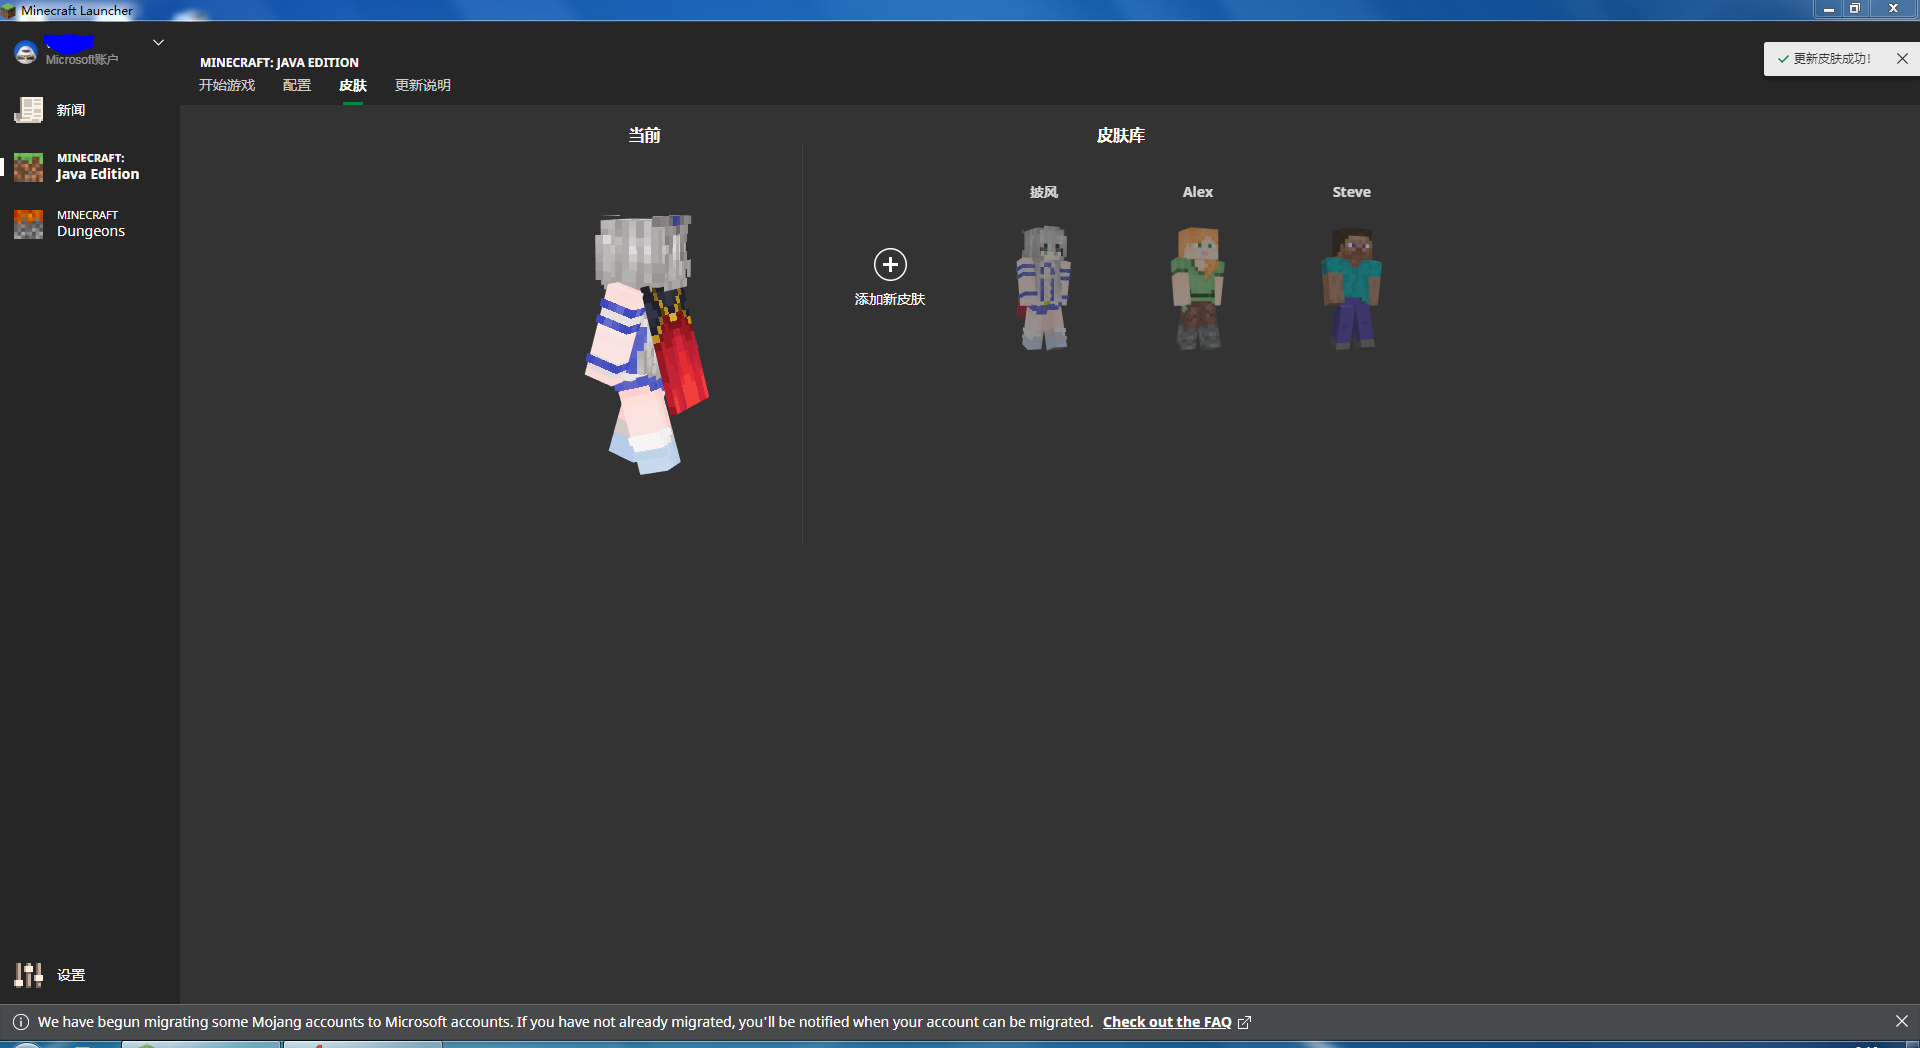 Minecraft Launcher
Microsoft账户
新闻
MINECRAFT:
Java Edition
MINECRAFT
Dungeons
设置
MINECRAFT: JAVA EDITION
开始游戏 配置 皮肤 更新说明
更新皮肤成功!
当前
皮肤库
添加新皮肤
披风 Alex Steve
We have begun migrating some Mojang accounts to Microsoft accounts. If you have not already migrated, you'll be notified when your account can be migrated. Check out the FAQ